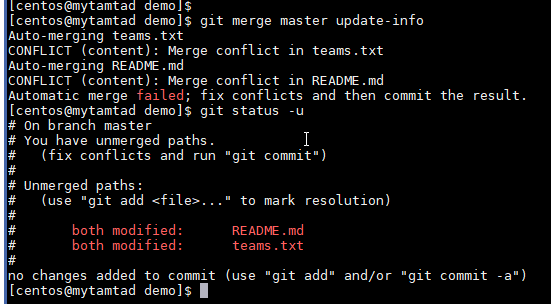 [centos@mytamtad demo]$
[centos@mytamtad demo]$ git merge master update-info
Auto-merging teams.txt
CONFLICT (content): Merge conflict in teams.txt
Auto-merging README.md
CONFLICT (content): Merge conflict in README.md
Automatic merge failed; fix conflicts and then commit the result.
[centos@mytamtad demo]$ git status -u
# On branch master
# You have unmerged paths.
#   (fix conflicts and run "git commit")
#
# Unmerged paths:
#   (use "git add <file>..." to mark resolution)
#
#       both modified:      README.md
#       both modified:      teams.txt
#
no changes added to commit (use "git add" and/or "git commit -a")
[centos@mytamtad demo]$